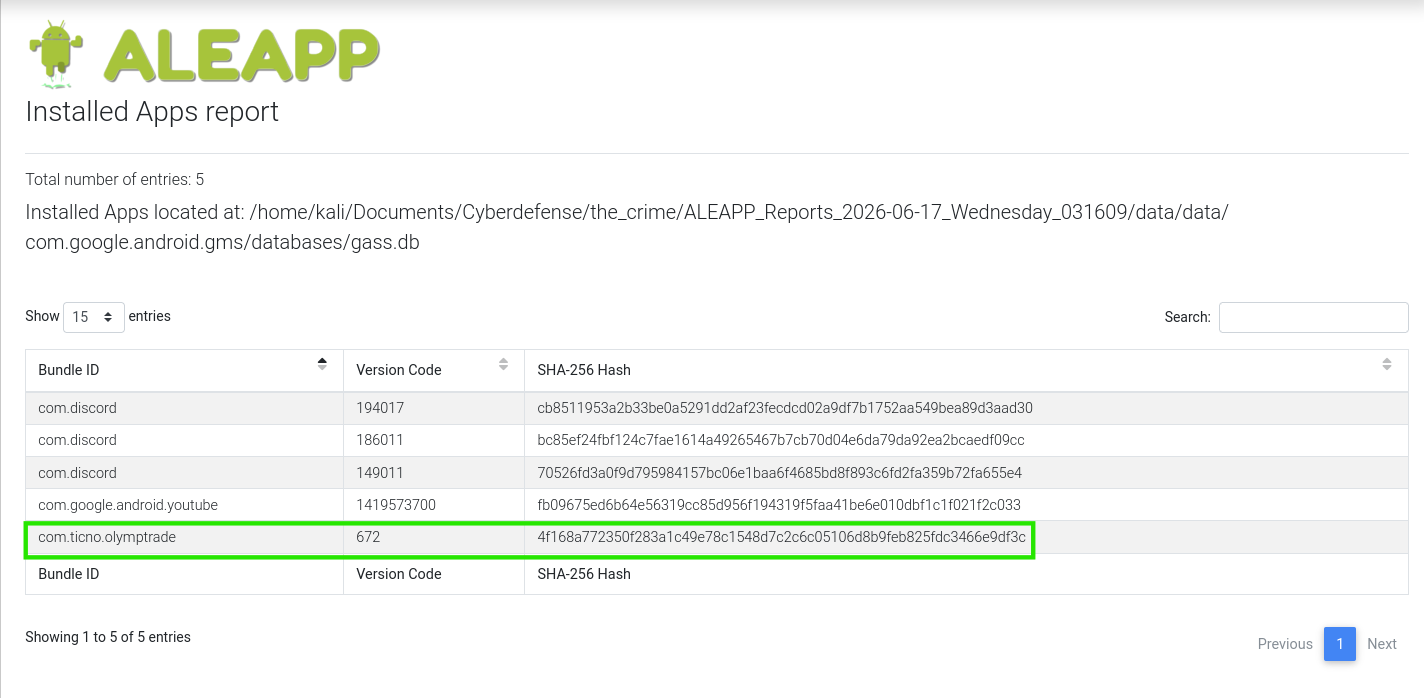 ALEAPP
Installed Apps report
Total number of entries: 5
Installed Apps located at: /home/kali/Documents/Cyberdefense/the_crime/ALEAPP_Reports_2026-06-17_Wednesday_031609/data/data/
com.google.android.gms/databases/gass.db
Show 15 entries Search:
Bundle ID Version Code SHA-256 Hash
com.discord 194017 cb8511953a2b33be0a5291dd2af23fecdcd02a9df7b1752aa549bea89d3aad30
com.discord 186011 bc85ef24fbf124c7fae1614a49265467b7cb70d04e6da79da92ea2bcaedf09cc
com.discord 149011 70526fd3a0f9d795984157bc06e1baa6f4685bd8f893c6fd2fa359b72fa655e4
com.google.android.youtube 1419573700 fb09675ed6b64e56319cc85d956f194319f5faa41be6e010dbf1c1f021f2c033
com.ticno.olymptrade 672 4f168a772350f283a1c49e78c1548d7c2c6c05106d8b9feb825fdc3466e9df3c
Bundle ID Version Code SHA-256 Hash
Showing 1 to 5 of 5 entries
Previous 1 Next